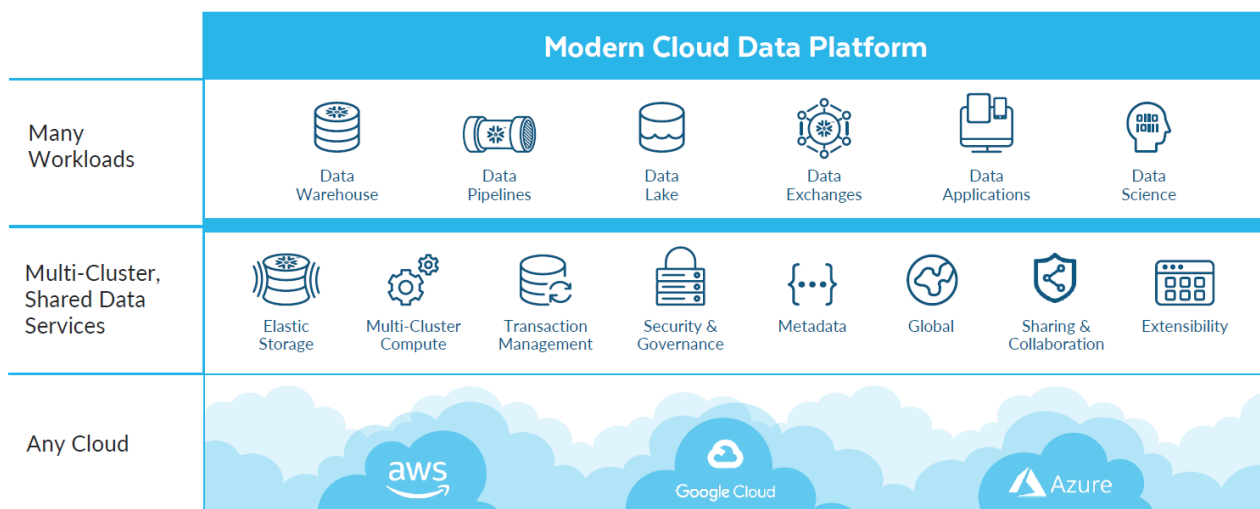 Modern Cloud Data Platform
Many
Workloads
Data
Warehouse
Data
Pipelines
Data
Lake
Data
Exchanges
Data
Applications
Data
Science
Multi-Cluster,
Shared Data
Services
Elastic
Storage
Multi-Cluster
Compute
Transaction
Management
Security &
Governance
Metadata
Global
Sharing &
Collaboration
Extensibility
Any Cloud
aws
Google Cloud
Azure